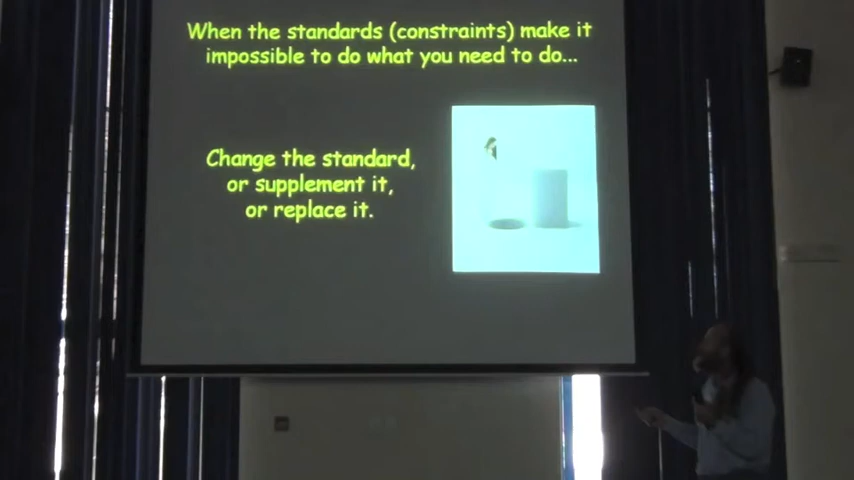 When the standards (constraints) make it
impossible to do what you need to do...
Change the standard,
or supplement it,
or replace it.